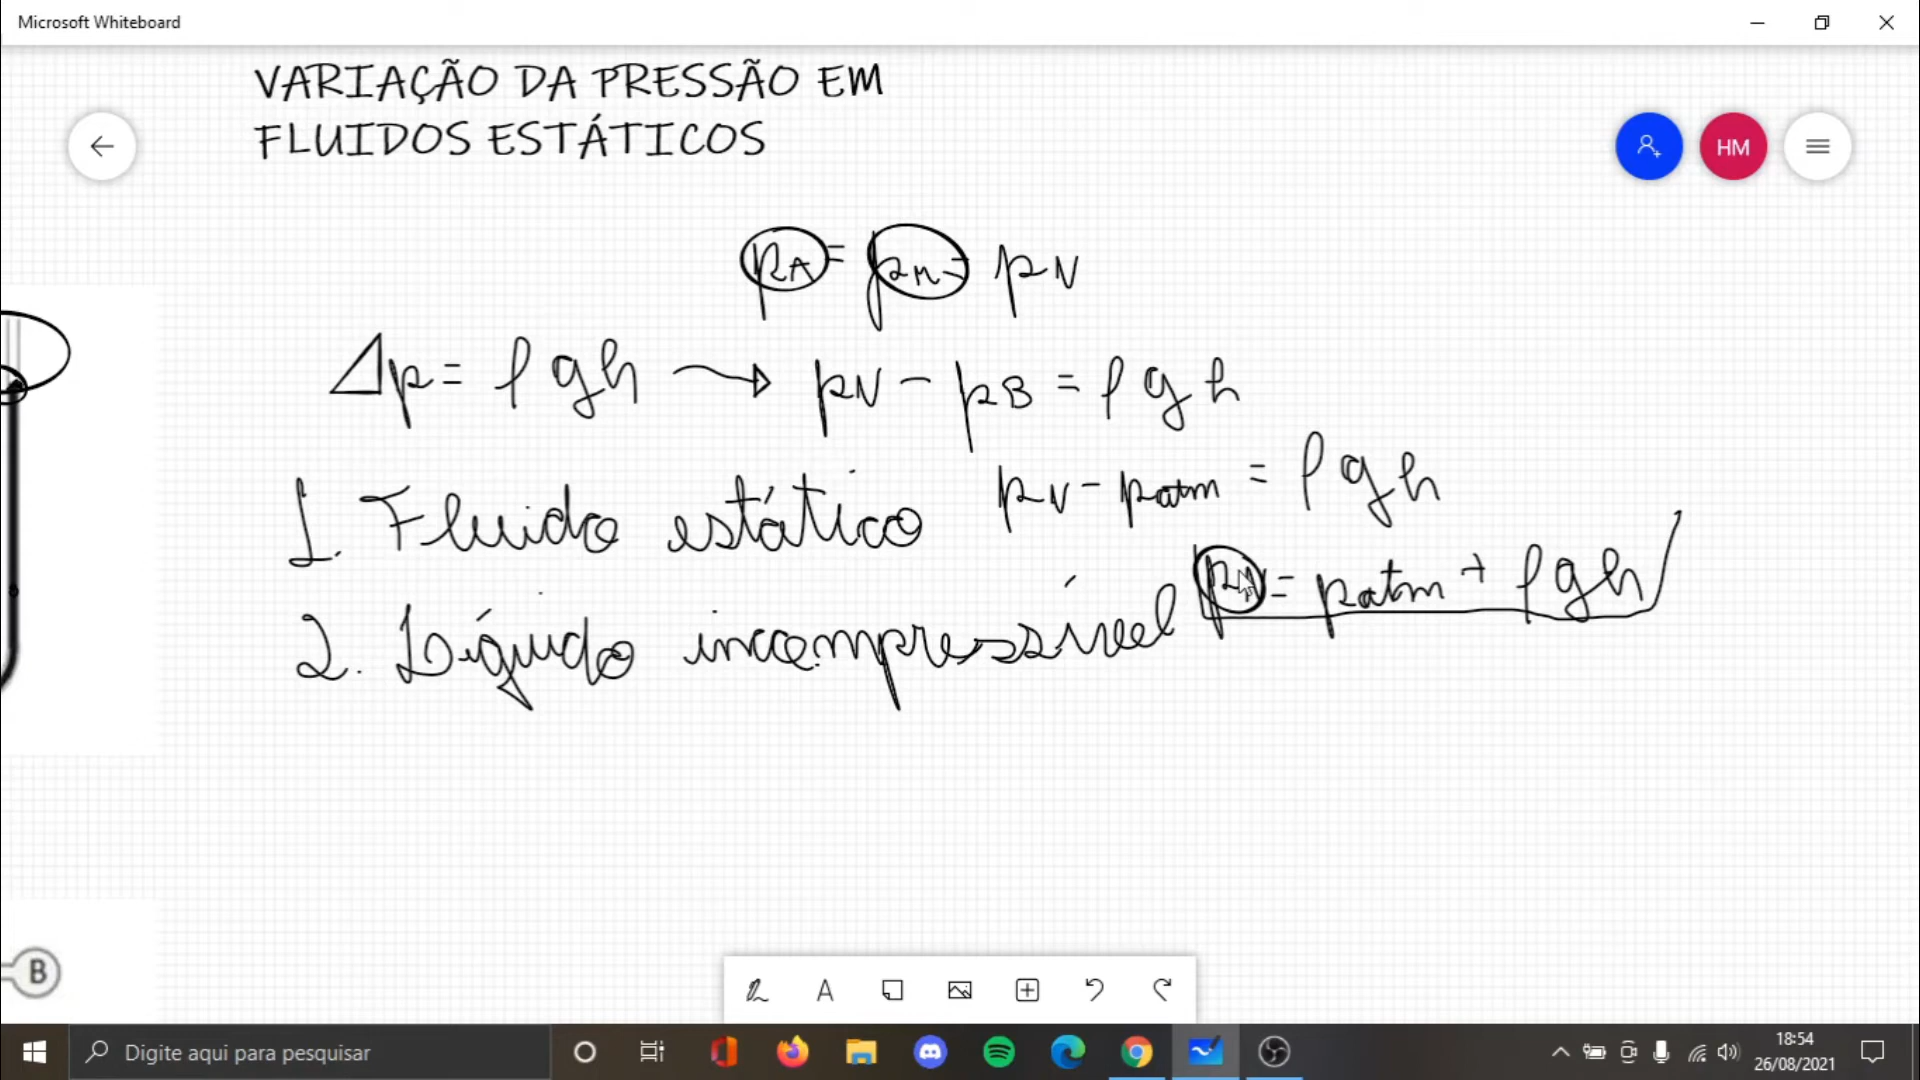 Microsoft Whiteboard
VARIAÇÃO DA PRESSÃO EM
FLUIDOS ESTÁTICOS
HM
pA = pM = pN
Δp = ρgh → pN - pB = ρgh
pN - patm = ρgh
1. Fluido estático
pN = patm + ρgh
2. Líquido incompressível
B
A
Digite aqui para pesquisar
18:54
26/08/2021